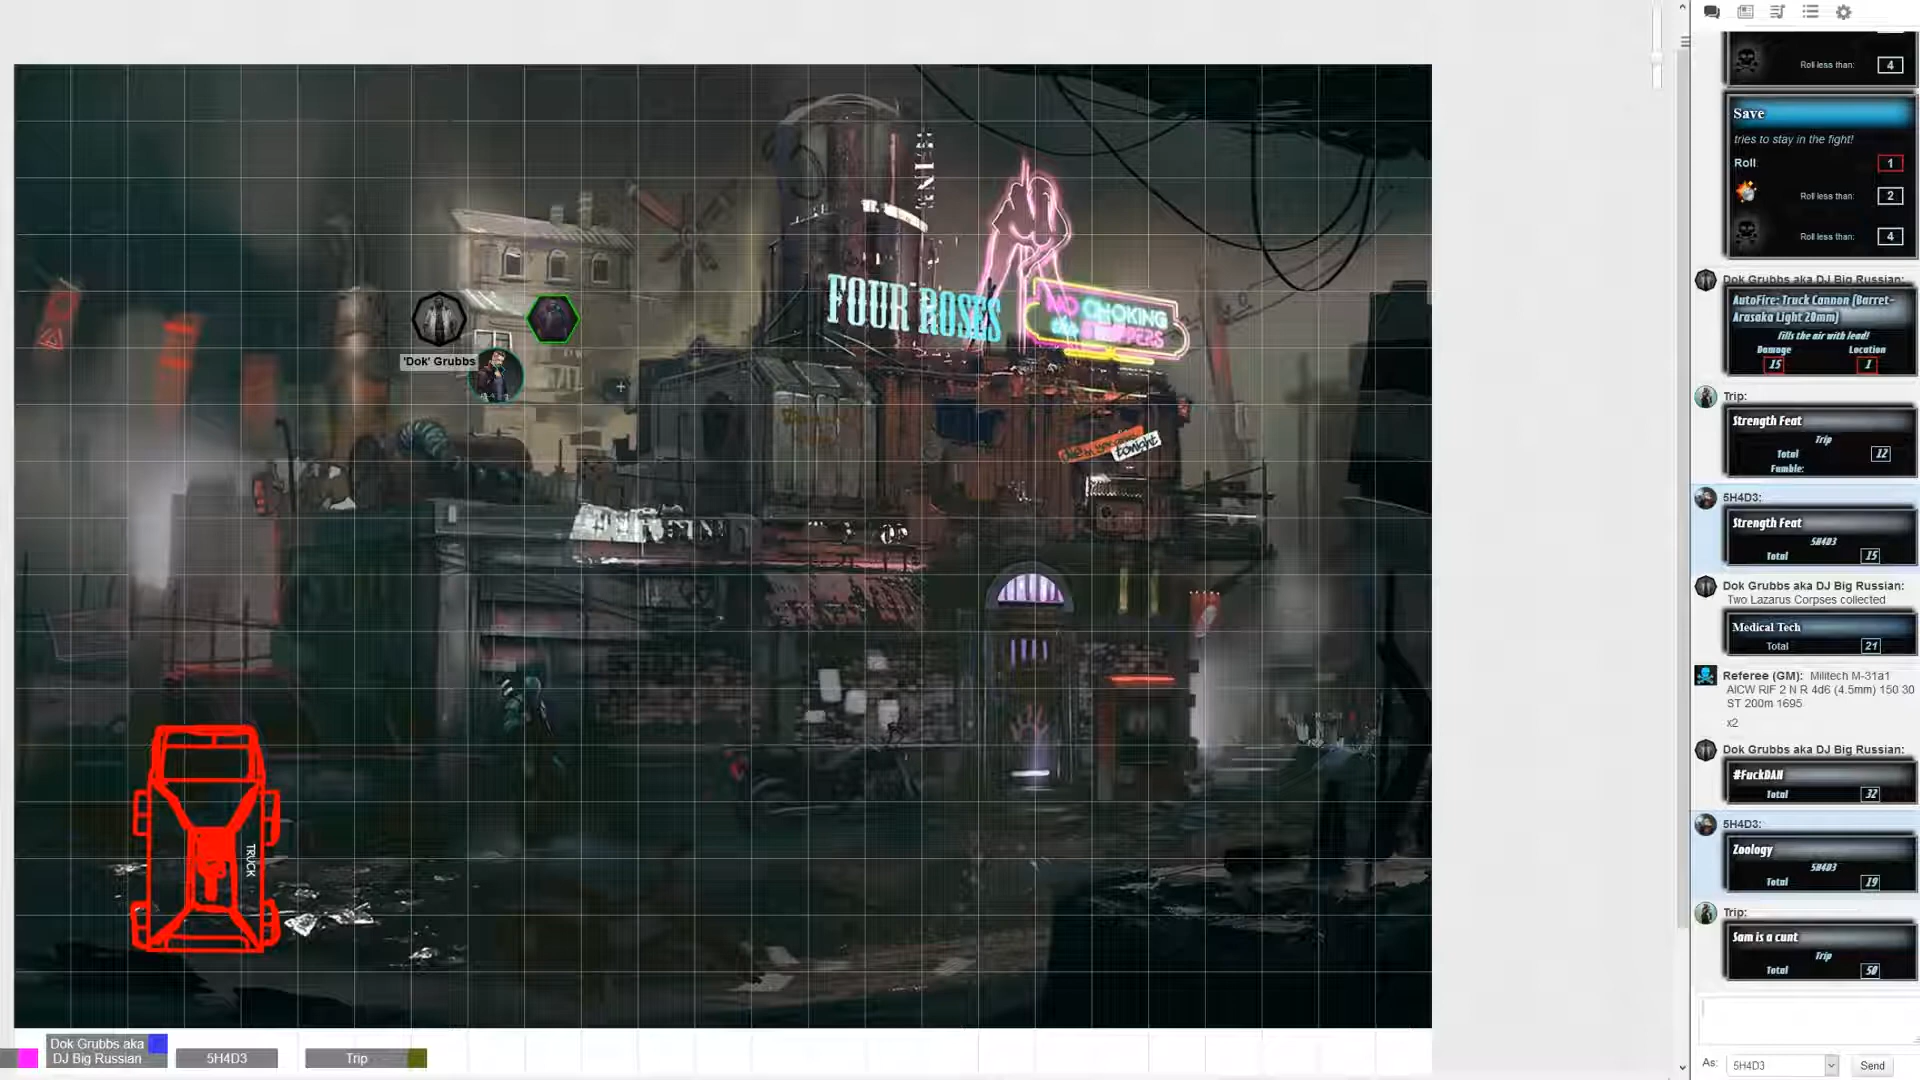 FOUR ROSES
NO CHOKING
the STRIPPERS
tonight
'Dok' Grubbs
TRUCK
Dok Grubbs aka
DJ Big Russian
5H4D3
Trip
Roll less than:
4
Save
tries to stay in the fight!
Roll
1
Roll less than:
2
Roll less than:
4
Dok Grubbs aka DJ Big Russian:
AutoFire: Truck Cannon (Barret-
Arasaka Light 20mm)
fills the air with lead!
Damage
Location
15
1
Trip:
Strength Feat
Trip
Total
12
Fumble:
5H4D3:
Strength Feat
5H4D3
Total
15
Dok Grubbs aka DJ Big Russian:
Two Lazarus Corpses collected
Medical Tech
Total
21
Referee (GM): Militech M-31a1
AICW RIF 2 N R 4d6 (4.5mm) 150 30
ST 200m 1695
x2
Dok Grubbs aka DJ Big Russian:
#FuckDAN
Total
32
5H4D3:
Zoology
5H4D3
Total
19
Trip:
Sam is a cunt
Trip
Total
50
As:
5H4D3
Send